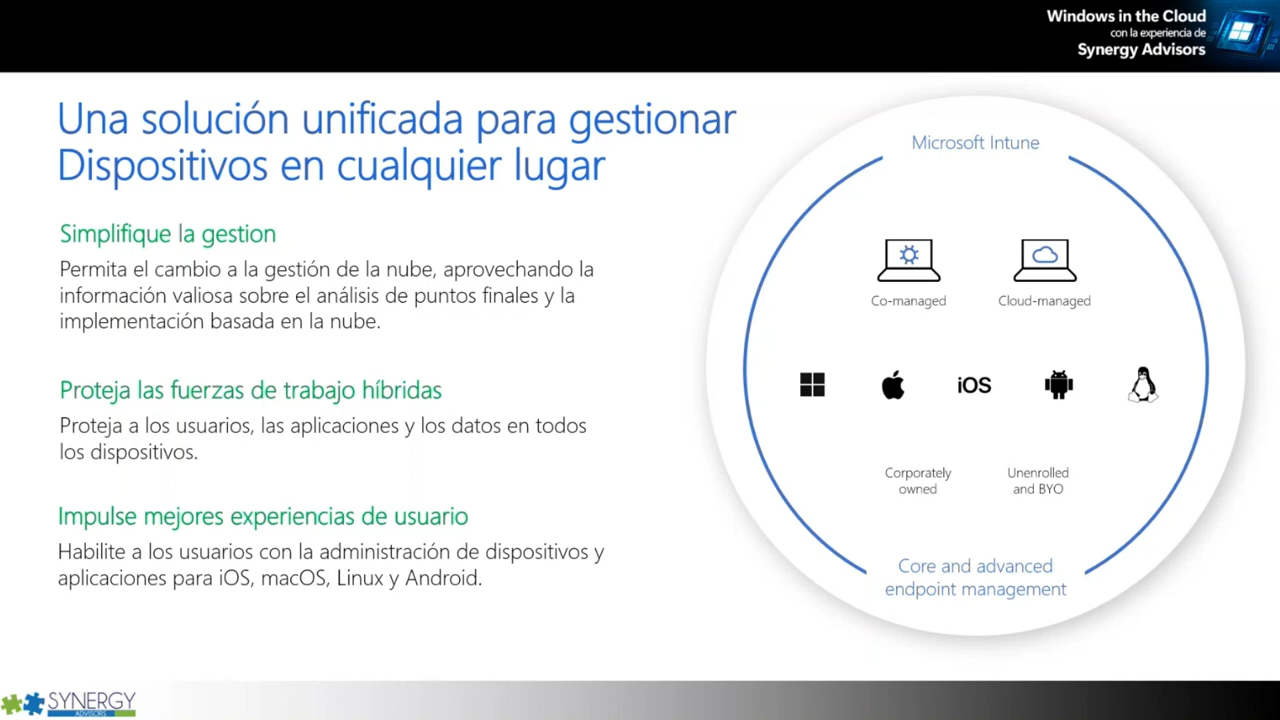 Windows in the Cloud
con la experiencia de
Synergy Advisors
Una solución unificada para gestionar
Dispositivos en cualquier lugar
Simplifique la gestion
Permita el cambio a la gestión de la nube, aprovechando la
información valiosa sobre el análisis de puntos finales y la
implementación basada en la nube.
Proteja las fuerzas de trabajo híbridas
Proteja a los usuarios, las aplicaciones y los datos en todos
los dispositivos.
Impulse mejores experiencias de usuario
Habilite a los usuarios con la administración de dispositivos y
aplicaciones para iOS, macOS, Linux y Android.
Microsoft Intune
Co-managed
Cloud-managed
iOS
Corporately
owned
Unenrolled
and BYO
Core and advanced
endpoint management
SYNERGY
ADVISORS